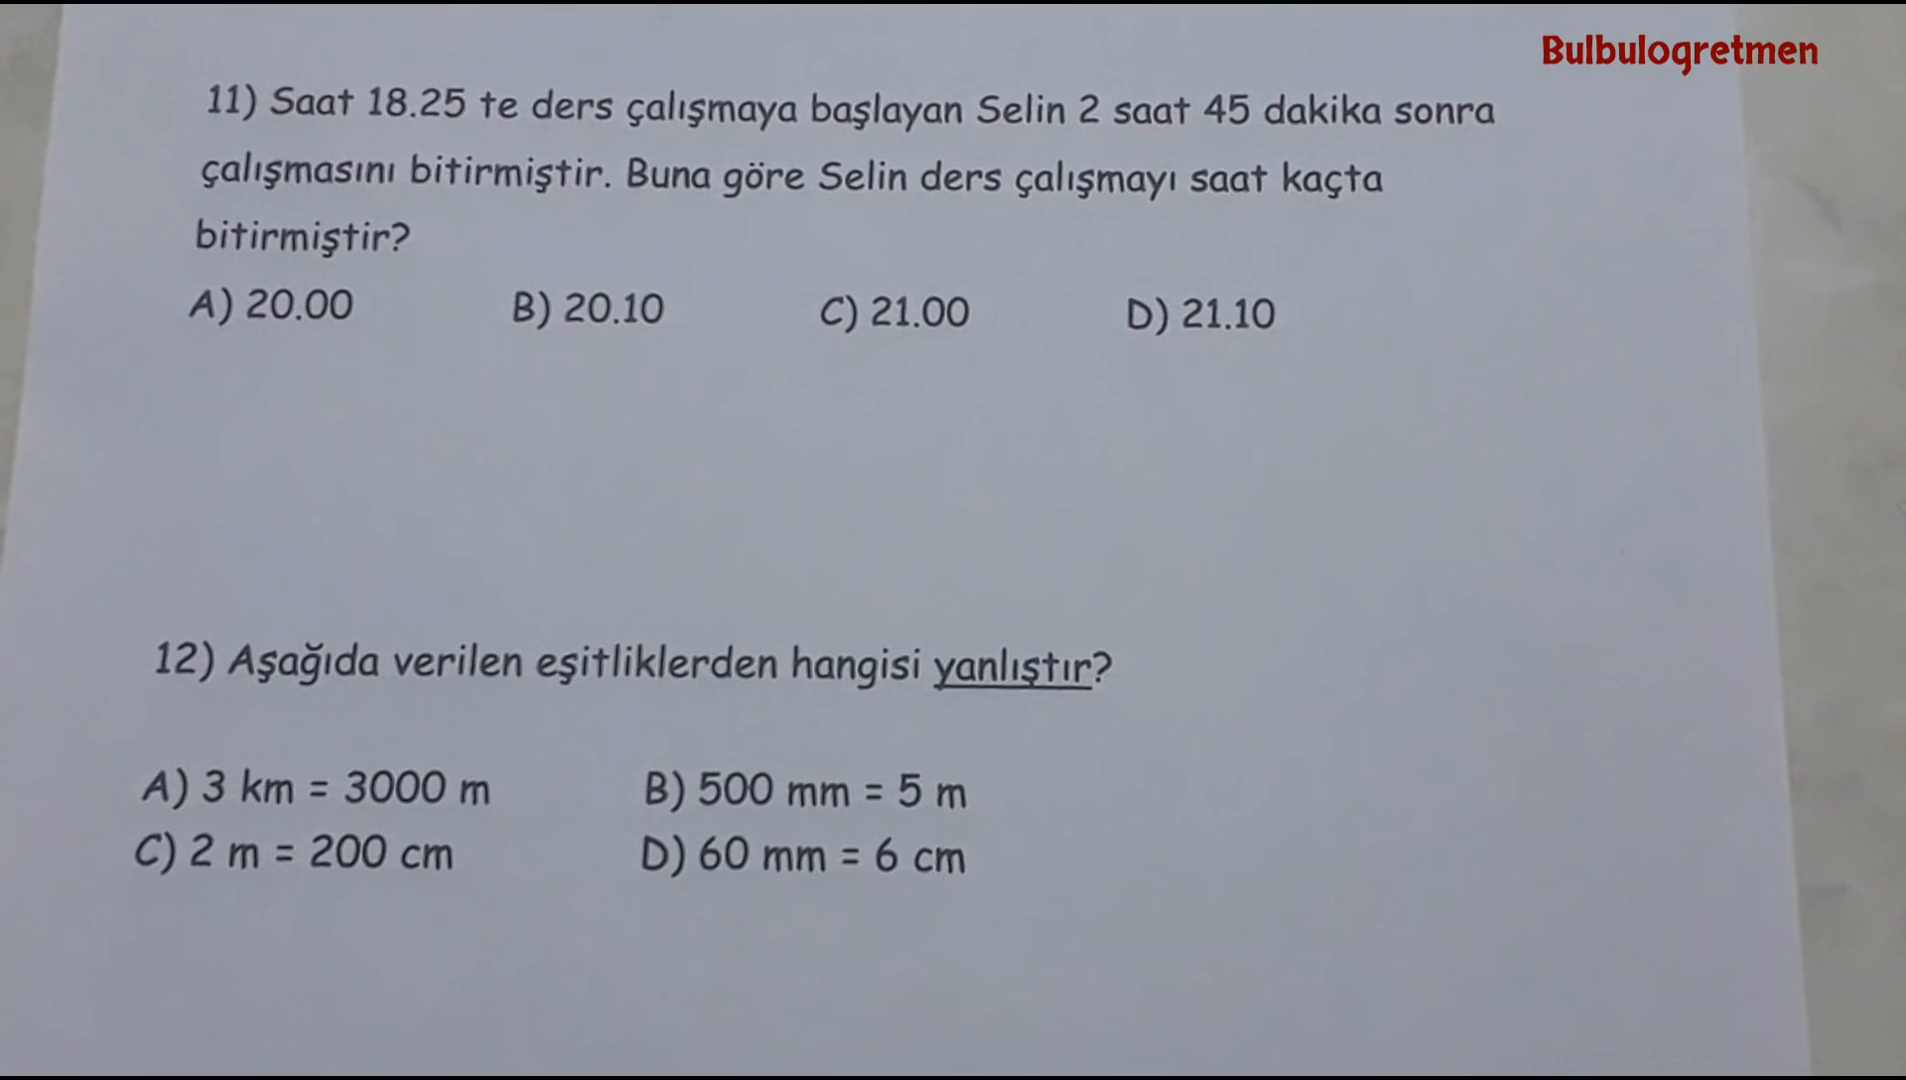 Bulbulogretmen
11) Saat 18.25 te ders çalışmaya başlayan Selin 2 saat 45 dakika sonra
çalışmasını bitirmiştir. Buna göre Selin ders çalışmayı saat kaçta
bitirmiştir?
A) 20.00 B) 20.10 C) 21.00 D) 21.10
12) Aşağıda verilen eşitliklerden hangisi yanlıştır?
A) 3 km = 3000 m B) 500 mm = 5 m
C) 2 m = 200 cm D) 60 mm = 6 cm